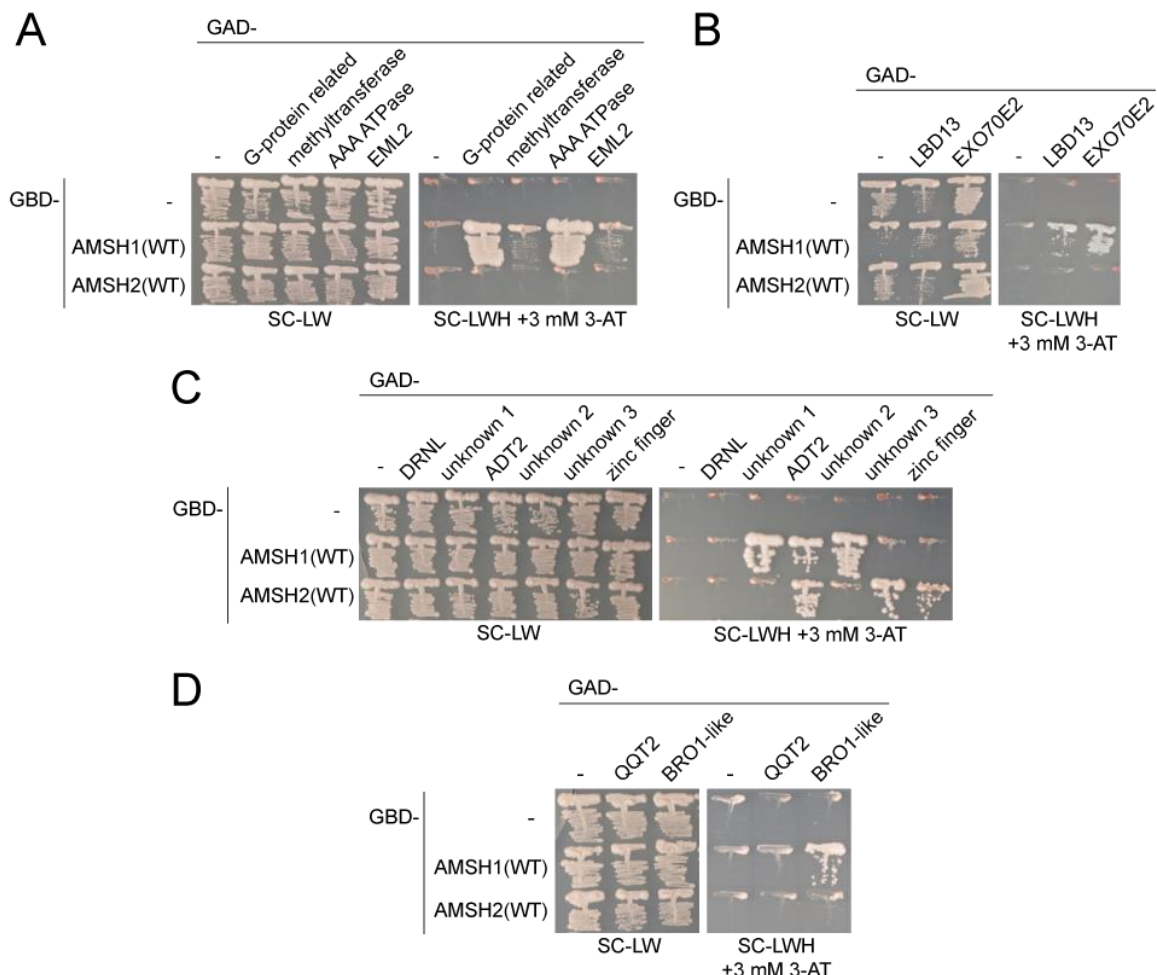 A
GAD-
- G-protein related methyltransferase AAA ATPase EML2 - G-protein related methyltransferase AAA ATPase EML2
GBD- -
AMSH1(WT)
AMSH2(WT)
SC-LW SC-LWH +3 mM 3-AT
B
GAD-
- LBD13 EXO70E2 - LBD13 EXO70E2
GBD- -
AMSH1(WT)
AMSH2(WT)
SC-LW SC-LWH
+3 mM 3-AT
C
GAD-
- DRNL unknown 1 ADT2 unknown 2 unknown 3 zinc finger - DRNL unknown 1 ADT2 unknown 2 unknown 3 zinc finger
GBD- -
AMSH1(WT)
AMSH2(WT)
SC-LW SC-LWH +3 mM 3-AT
D
GAD-
- QQT2 BRO1-like - QQT2 BRO1-like
GBD- -
AMSH1(WT)
AMSH2(WT)
SC-LW SC-LWH
+3 mM 3-AT